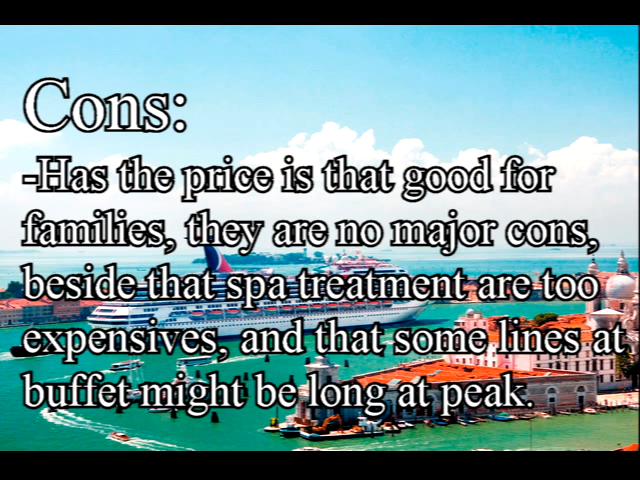 Cons:
-Has the price is that good for
families, they are no major cons,
beside that spa treatment are too
expensives, and that some lines at
buffet might be long at peak.